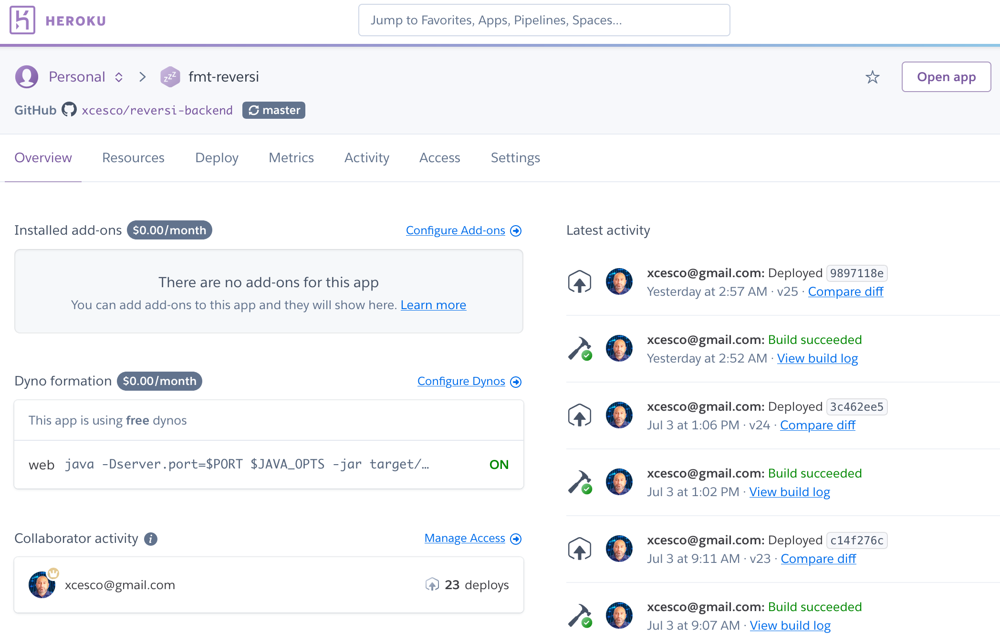 HEROKU
Jump to Favorites, Apps, Pipelines, Spaces...
Personal
zzz
fmt-reversi
Open app
GitHub xcesco/reversi-backend master
Overview Resources Deploy Metrics Activity Access Settings
Installed add-ons $0.00/month Configure Add-ons
There are no add-ons for this app
You can add add-ons to this app and they will show here. Learn more
Dyno formation $0.00/month Configure Dynos
This app is using free dynos
web java -Dserver.port=$PORT $JAVA_OPTS -jar target/… ON
Collaborator activity i Manage Access
xcesco@gmail.com 23 deploys
Latest activity
xcesco@gmail.com: Deployed 9897118e
Yesterday at 2:57 AM · v25 · Compare diff
xcesco@gmail.com: Build succeeded
Yesterday at 2:52 AM · View build log
xcesco@gmail.com: Deployed 3c462ee5
Jul 3 at 1:06 PM · v24 · Compare diff
xcesco@gmail.com: Build succeeded
Jul 3 at 1:02 PM · View build log
xcesco@gmail.com: Deployed c14f276c
Jul 3 at 9:11 AM · v23 · Compare diff
xcesco@gmail.com: Build succeeded
Jul 3 at 9:07 AM · View build log